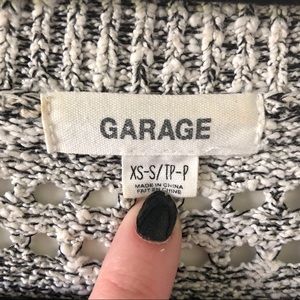 GARAGE
XS-S/TP-P
MADE IN CHINA
FAIT EN CHINE